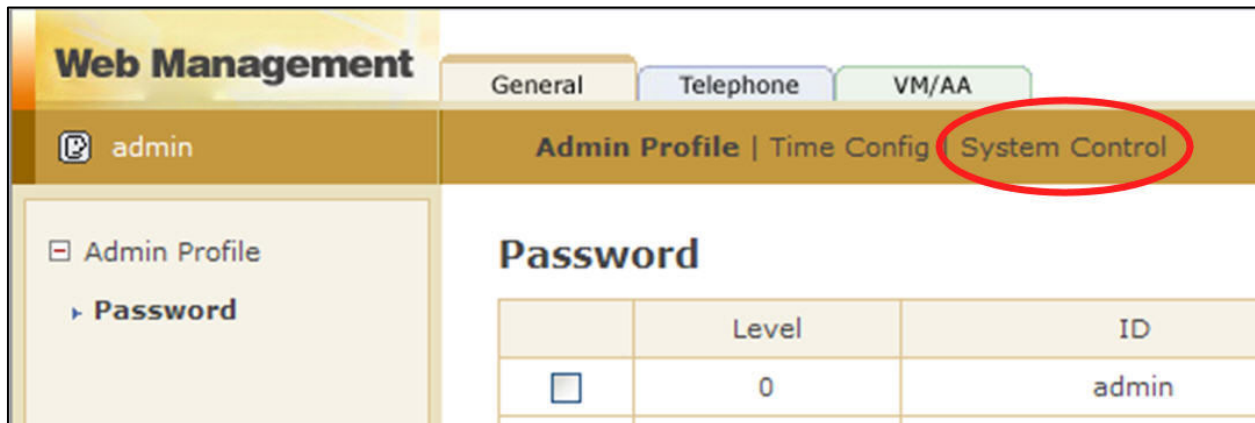 Web Management
General Telephone VM/AA
admin
Admin Profile | Time Config | System Control
Admin Profile
Password
Password
Level ID
0 admin